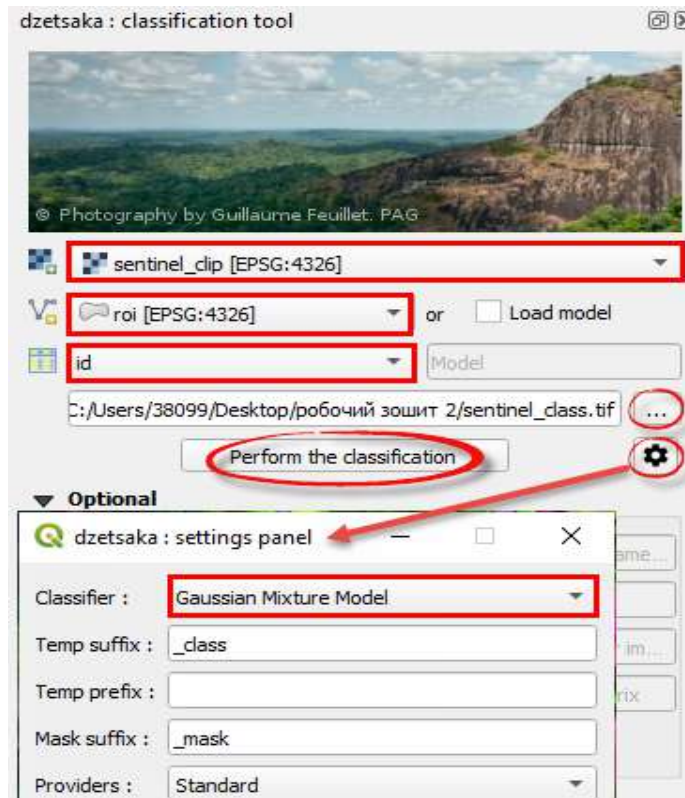 dzetsaka : classification tool
© Photography by Guillaume Feuillet. PAG
sentinel_clip [EPSG:4326]
roi [EPSG:4326] or Load model
id Model
C:/Users/38099/Desktop/робочий зошит 2/sentinel_class.tif ...
Perform the classification
Optional
dzetsaka : settings panel
Classifier : Gaussian Mixture Model
Temp suffix : _class
Temp prefix :
Mask suffix : _mask
Providers : Standard